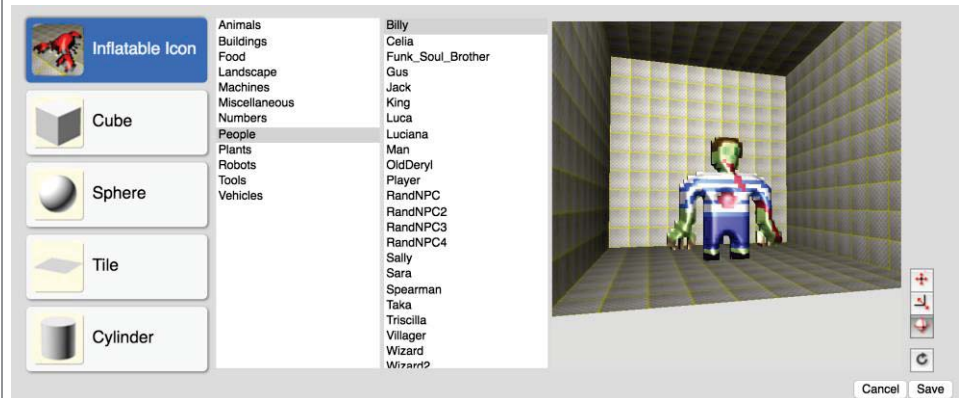 Inflatable Icon
Cube
Sphere
Tile
Cylinder
Animals
Buildings
Food
Landscape
Machines
Miscellaneous
Numbers
People
Plants
Robots
Tools
Vehicles
Billy
Celia
Funk_Soul_Brother
Gus
Jack
King
Luca
Luciana
Man
OldDeryl
Player
RandNPC
RandNPC2
RandNPC3
RandNPC4
Sally
Sara
Spearman
Taka
Triscilla
Villager
Wizard
Wizard2
Cancel
Save